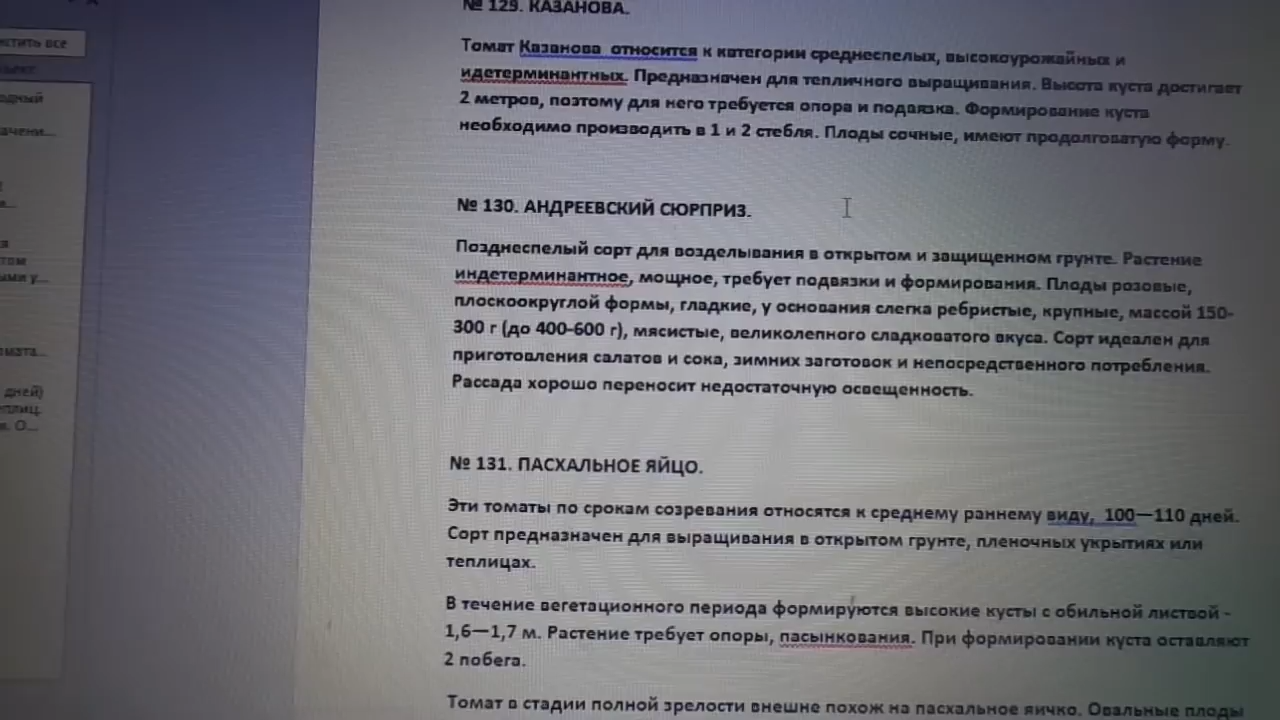 № 129. КАЗАНОВА.
стить все
Томат Казанова относится к категории среднеспелых, высокоурожайных и
идетерминантных. Предназначен для тепличного выращивания. Высота куста достигает
2 метров, поэтому для него требуется опора и подвязка. Формирование куста
необходимо производить в 1 и 2 стебля. Плоды сочные, имеют продолговатую форму.
№ 130. АНДРЕЕВСКИЙ СЮРПРИЗ.
Позднеспелый сорт для возделывания в открытом и защищенном грунте. Растение
индетерминантное, мощное, требует подвязки и формирования. Плоды розовые,
плоскоокруглой формы, гладкие, у основания слегка ребристые, крупные, массой 150-
300 г (до 400-600 г), мясистые, великолепного сладковатого вкуса. Сорт идеален для
приготовления салатов и сока, зимних заготовок и непосредственного потребления.
Рассада хорошо переносит недостаточную освещенность.
дней)
№ 131. ПАСХАЛЬНОЕ ЯЙЦО.
Эти томаты по срокам созревания относятся к среднему раннему виду, 100—110 дней.
Сорт предназначен для выращивания в открытом грунте, пленочных укрытиях или
теплицах.
В течение вегетационного периода формируются высокие кусты с обильной листвой -
1,6—1,7 м. Растение требует опоры, пасынкования. При формировании куста оставляют
2 побега.
Томат в стадии полной зрелости внешне похож на пасхальное яичко. Овальные плоды